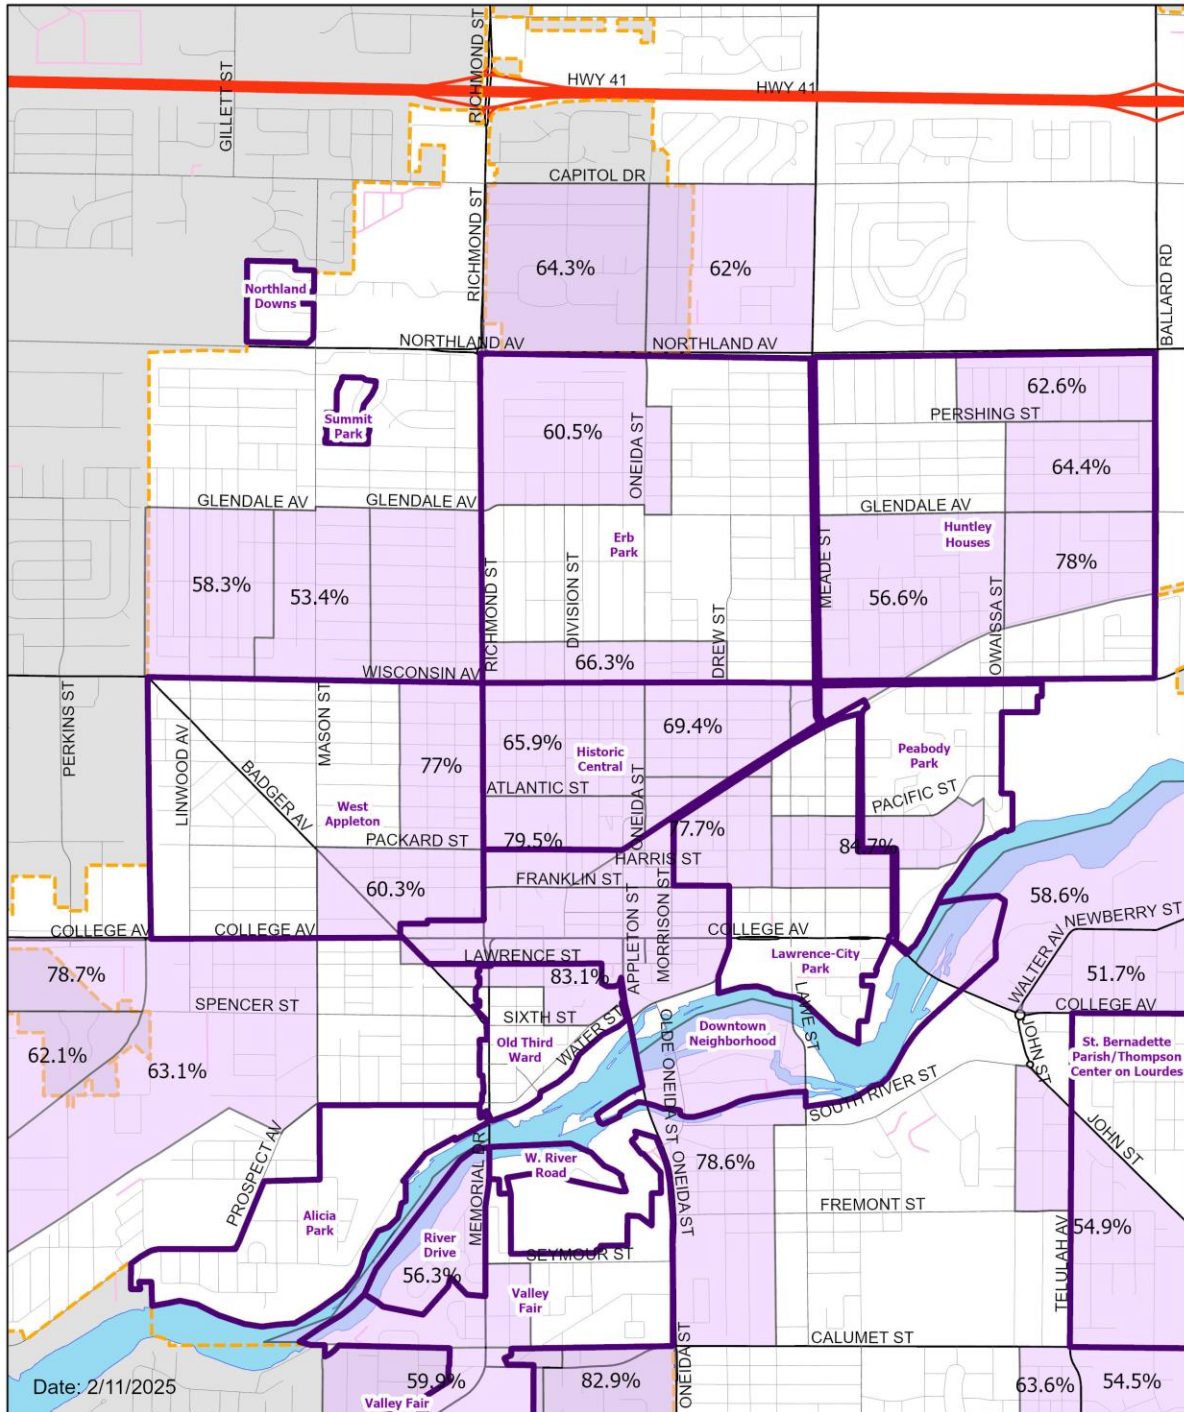 RICHMOND ST
GILLETT ST
HWY 41
HWY 41
CAPITOL DR
RICHMOND ST
BALLARD RD
64.3%
62%
Northland
Downs
NORTHLAND AV
NORTHLAND AV
62.6%
PERSHING ST
Summit
Park
60.5%
ONEIDA ST
64.4%
GLENDALE AV
GLENDALE AV
GLENDALE AV
Huntley
Houses
Erb
Park
MEADE ST
78%
58.3%
53.4%
RICHMOND ST
DIVISION ST
DREW ST
56.6%
OWAISSA ST
66.3%
WISCONSIN AV
PERKINS ST
LINWOOD AV
MASON ST
BADGER AV
77%
65.9%
Historic
Central
69.4%
Peabody
Park
ATLANTIC ST
ONEIDA ST
PACIFIC ST
West
Appleton
PACKARD ST
79.5%
77.7%
84.7%
HARRIS ST
FRANKLIN ST
60.3%
58.6%
APPLETON ST
MORRISON ST
NEWBERRY ST
COLLEGE AV
COLLEGE AV
COLLEGE AV
WALTER AV
LAWRENCE ST
Lawrence-City
Park
78.7%
83.1%
51.7%
SPENCER ST
COLLEGE AV
SIXTH ST
WATER ST
LAWE ST
Old Third
Ward
Downtown
Neighborhood
OLDE ONEIDA ST
JOHN ST
St. Bernadette
Parish/Thompson
Center on Lourdes
62.1%
63.1%
SOUTH RIVER ST
JOHN ST
PROSPECT AV
MEMORIAL DR
W. River
Road
78.6%
ONEIDA ST
FREMONT ST
Alicia
Park
River
Drive
56.3%
SEYMOUR ST
TELULAH AV
54.9%
Valley
Fair
CALUMET ST
ONEIDA ST
Date: 2/11/2025
59.9%
82.9%
63.6%
54.5%
Valley Fair